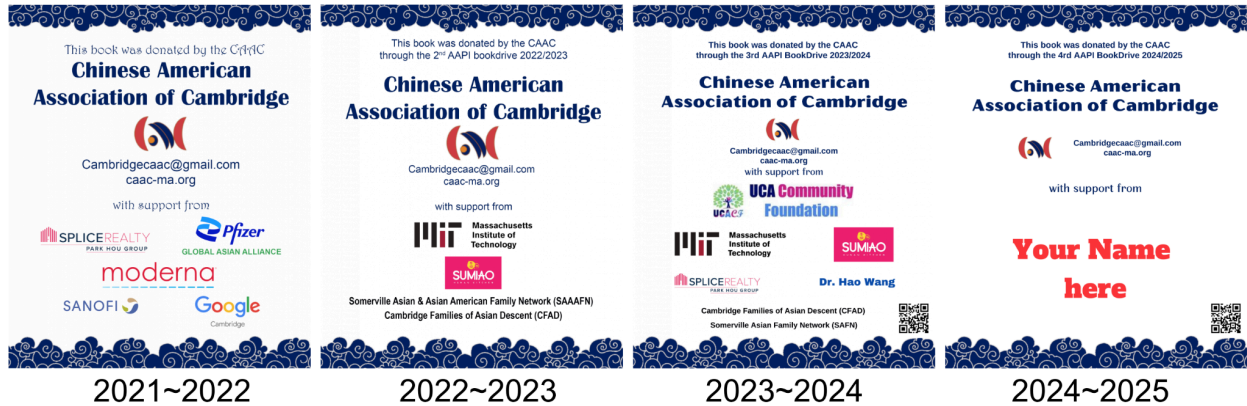 This book was donated by the CAAC
Chinese American
Association of Cambridge
Cambridgecaac@gmail.com
caac-ma.org
with support from
SPLICEREALTY
PARK HOU GROUP
Pfizer
GLOBAL ASIAN ALLIANCE
moderna
SANOFI
Google
Cambridge
2021~2022
This book was donated by the CAAC
through the 2nd AAPI bookdrive 2022/2023
Chinese American
Association of Cambridge
Cambridgecaac@gmail.com
caac-ma.org
with support from
MIT
Massachusetts
Institute of
Technology
SUMIAO
Somerville Asian & Asian American Family Network (SAAAFN)
Cambridge Families of Asian Descent (CFAD)
2022~2023
This book was donated by the CAAC
through the 3rd AAPI BookDrive 2023/2024
Chinese American
Association of Cambridge
Cambridgecaac@gmail.com
caac-ma.org
with support from
UCACF
UCA Community
Foundation
MIT
Massachusetts
Institute of
Technology
SUMIAO
SPLICEREALTY
PARK HOU GROUP
Dr. Hao Wang
Cambridge Families of Asian Descent (CFAD)
Somerville Asian Family Network (SAFN)
2023~2024
This book was donated by the CAAC
through the 4rd AAPI BookDrive 2024/2025
Chinese American
Association of Cambridge
Cambridgecaac@gmail.com
caac-ma.org
with support from
Your Name
here
2024~2025